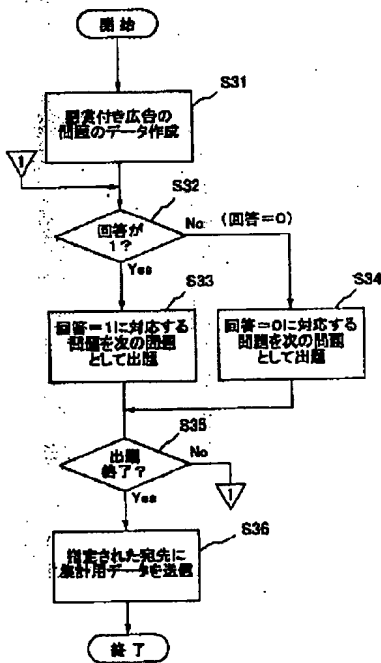 開始
S31
懸賞付き広告の
問題のデータ作成
1
S32
回答が
1?
No (回答=0)
Yes
S33
回答=1に対応する
問題を次の問題
として出題
S34
回答=0に対応する
問題を次の問題
として出題
S35
出題
終了?
No
1
Yes
S36
指定された宛先に
集計用データを送信
終了